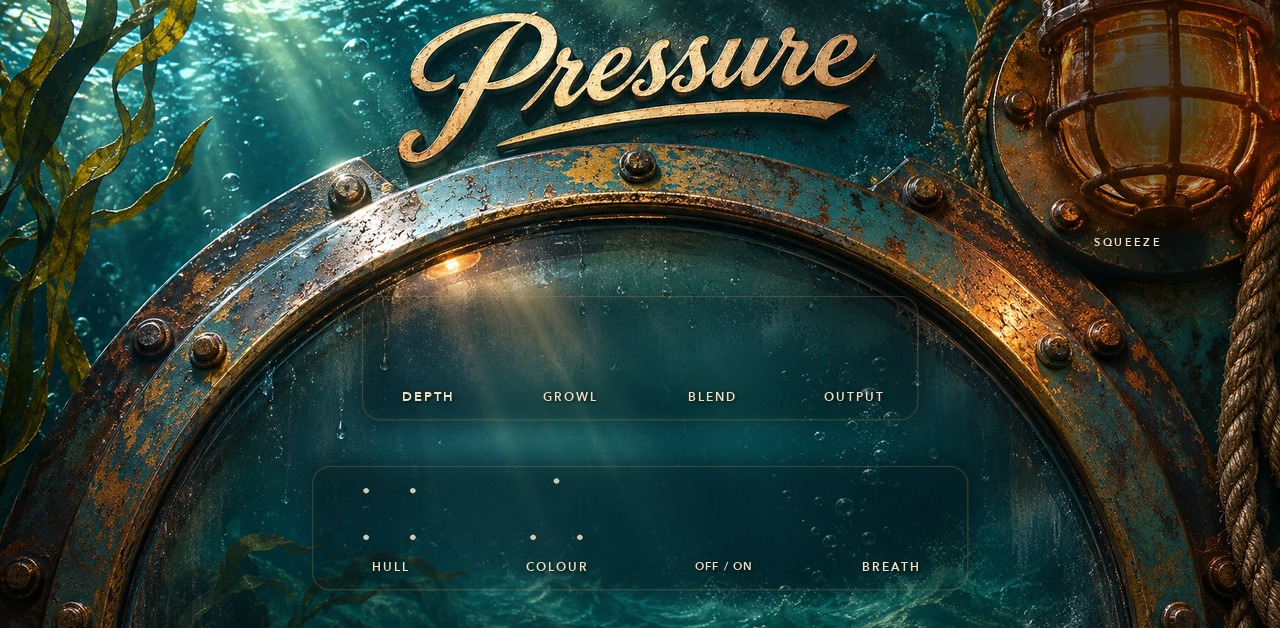 Pressure
SQUEEZE
DEPTH GROWL BLEND OUTPUT
HULL COLOUR OFF / ON BREATH